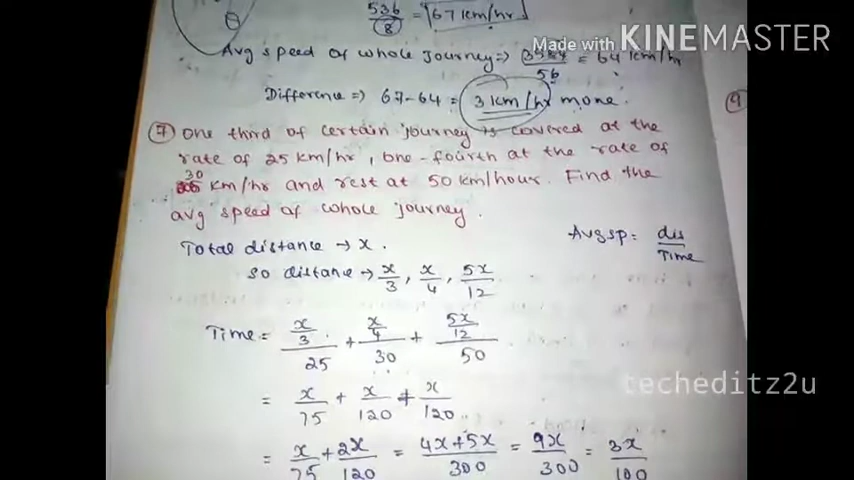 536/8 = 67 km/hr
Made with KINEMASTER
Avg speed of whole Journey => 3584/56 = 64 km/hr
Difference => 67-64 = 3 km/hr more.
9
7 One third of certain journey is covered at the
rate of 25 km/hr, one-fourth at the rate of
30 km/hr and rest at 50 km/hour. Find the
avg speed of whole journey.
Avg sp = dis/Time
Total distance → x.
so distance → x/3, x/4, 5x/12
Time = x/3/25 + x/4/30 + 5x/12/50
= x/75 + x/120 + x/120
techeditz2u
= x/75 + 2x/120 = 4x+5x/300 = 9x/300 = 3x/100